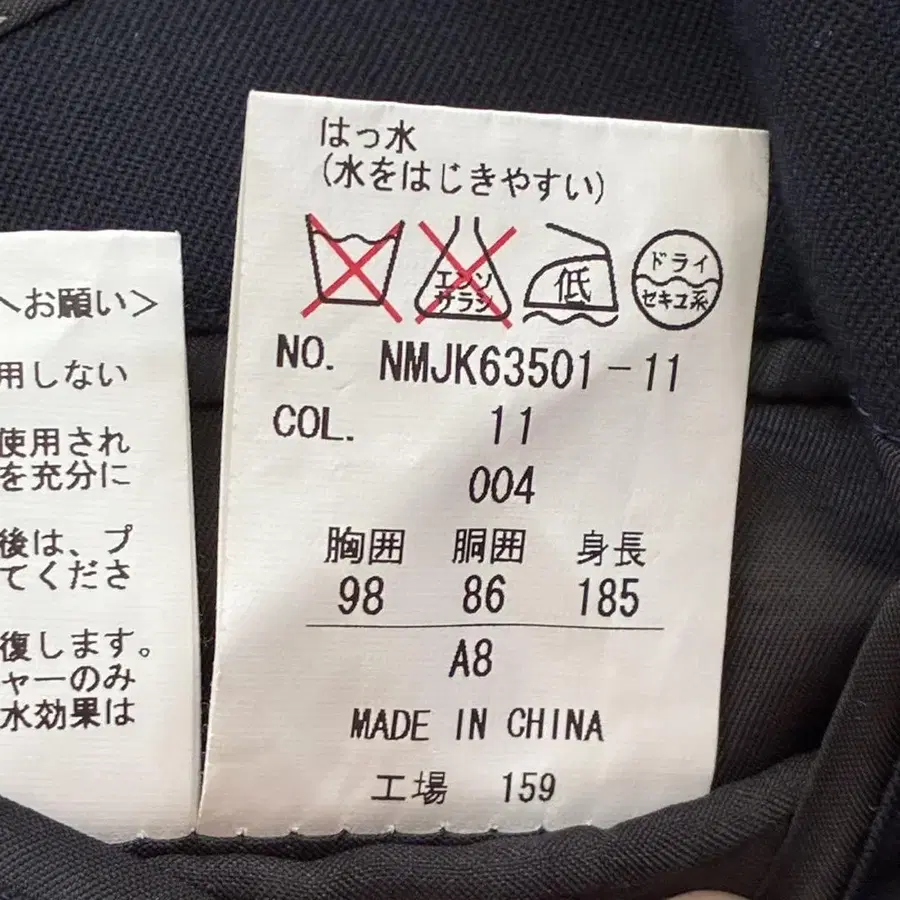 はっ水
(水をはじきやすい)
エンソ
サラシ
低
ドライ
セキユ系
NO. NMJK63501-11
COL. 11
004
胸囲 胴囲 身長
98 86 185
A8
MADE IN CHINA
工場 159
お願い>
用しない
使用され
を充分に
後は、プ
てくださ
復します。
ャーのみ
水効果は